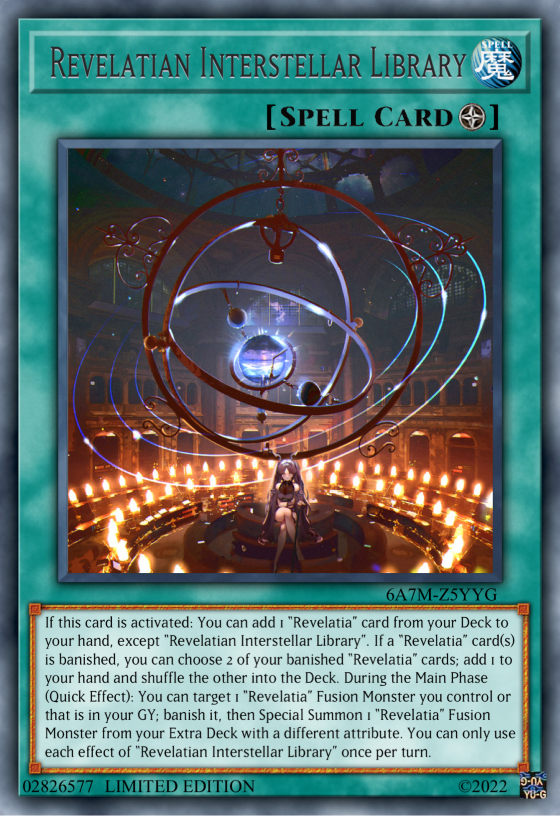 REVELATIAN INTERSTELLAR LIBRARY
SPELL
魔
[SPELL CARD]
6A7M-Z5YYG
If this card is activated: You can add 1 "Revelatia" card from your Deck to
your hand, except "Revelatian Interstellar Library". If a "Revelatia" card(s)
is banished, you can choose 2 of your banished "Revelatia" cards; add 1 to
your hand and shuffle the other into the Deck. During the Main Phase
(Quick Effect): You can target 1 "Revelatia" Fusion Monster you control or
that is in your GY; banish it, then Special Summon 1 "Revelatia" Fusion
Monster from your Extra Deck with a different attribute. You can only use
each effect of "Revelatian Interstellar Library" once per turn.
02826577 LIMITED EDITION
©2022
YU-G
YU-G